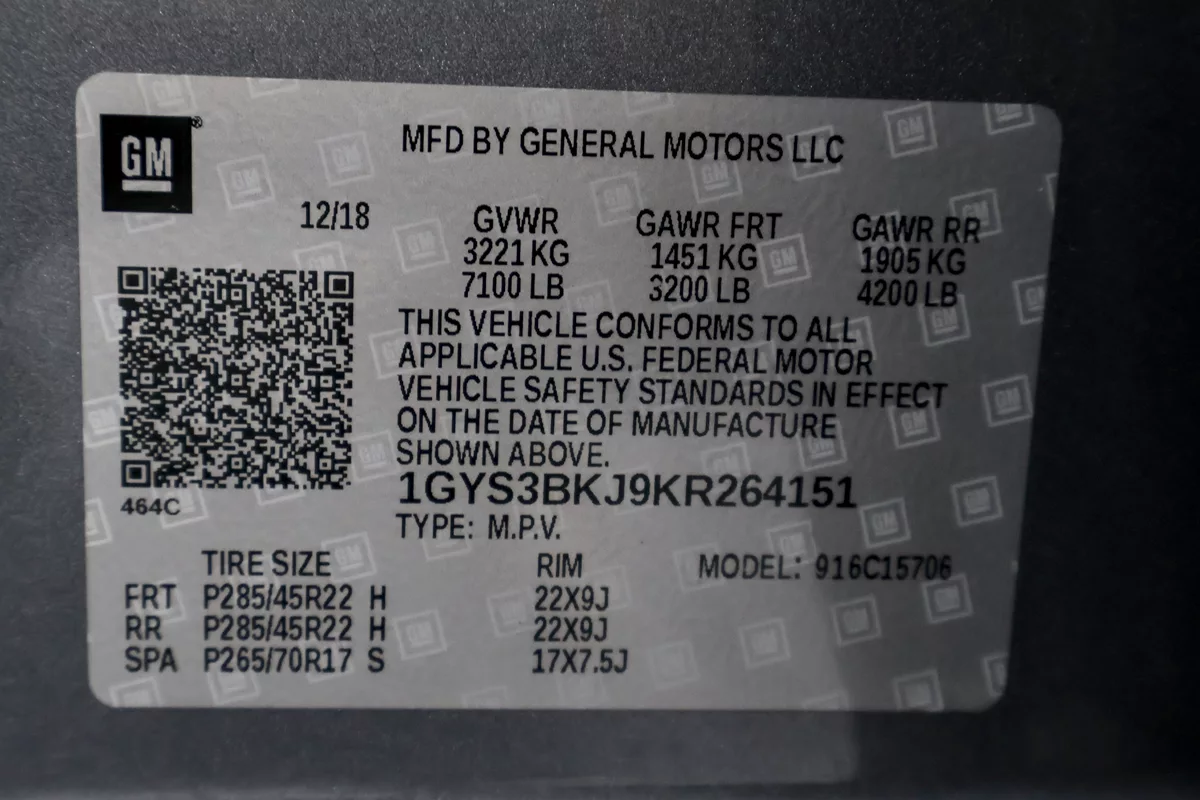 GM®
MFD BY GENERAL MOTORS LLC
12/18 GVWR GAWR FRT GAWR RR
3221 KG 1451 KG 1905 KG
7100 LB 3200 LB 4200 LB
THIS VEHICLE CONFORMS TO ALL
APPLICABLE U.S. FEDERAL MOTOR
VEHICLE SAFETY STANDARDS IN EFFECT
ON THE DATE OF MANUFACTURE
SHOWN ABOVE.
464C
1GYS3BKJ9KR264151
TYPE: M.P.V.
TIRE SIZE RIM MODEL: 916C15706
FRT P285/45R22 H 22X9J
RR P285/45R22 H 22X9J
SPA P265/70R17 S 17X7.5J